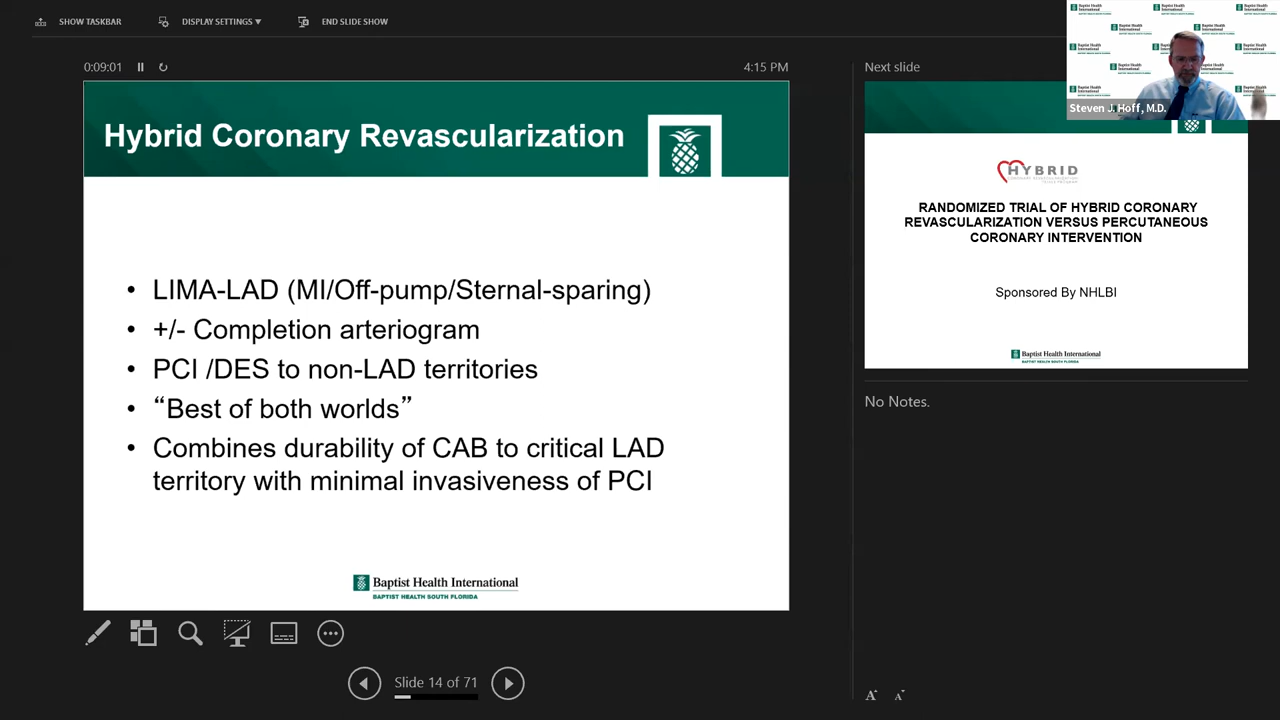 SHOW TASKBAR
DISPLAY SETTINGS ▼
END SLIDE SHOW
0:09:01
4:15 PM
Hybrid Coronary Revascularization
• LIMA-LAD (MI/Off-pump/Sternal-sparing)
• +/- Completion arteriogram
• PCI /DES to non-LAD territories
• “Best of both worlds”
• Combines durability of CAB to critical LAD
territory with minimal invasiveness of PCI
Baptist Health International
BAPTIST HEALTH SOUTH FLORIDA
Slide 14 of 71
Next slide
Steven J. Hoff, M.D.
HYBRID
RANDOMIZED TRIAL OF HYBRID CORONARY
REVASCULARIZATION VERSUS PERCUTANEOUS
CORONARY INTERVENTION
Sponsored By NHLBI
Baptist Health International
BAPTIST HEALTH SOUTH FLORIDA
No Notes.
A A